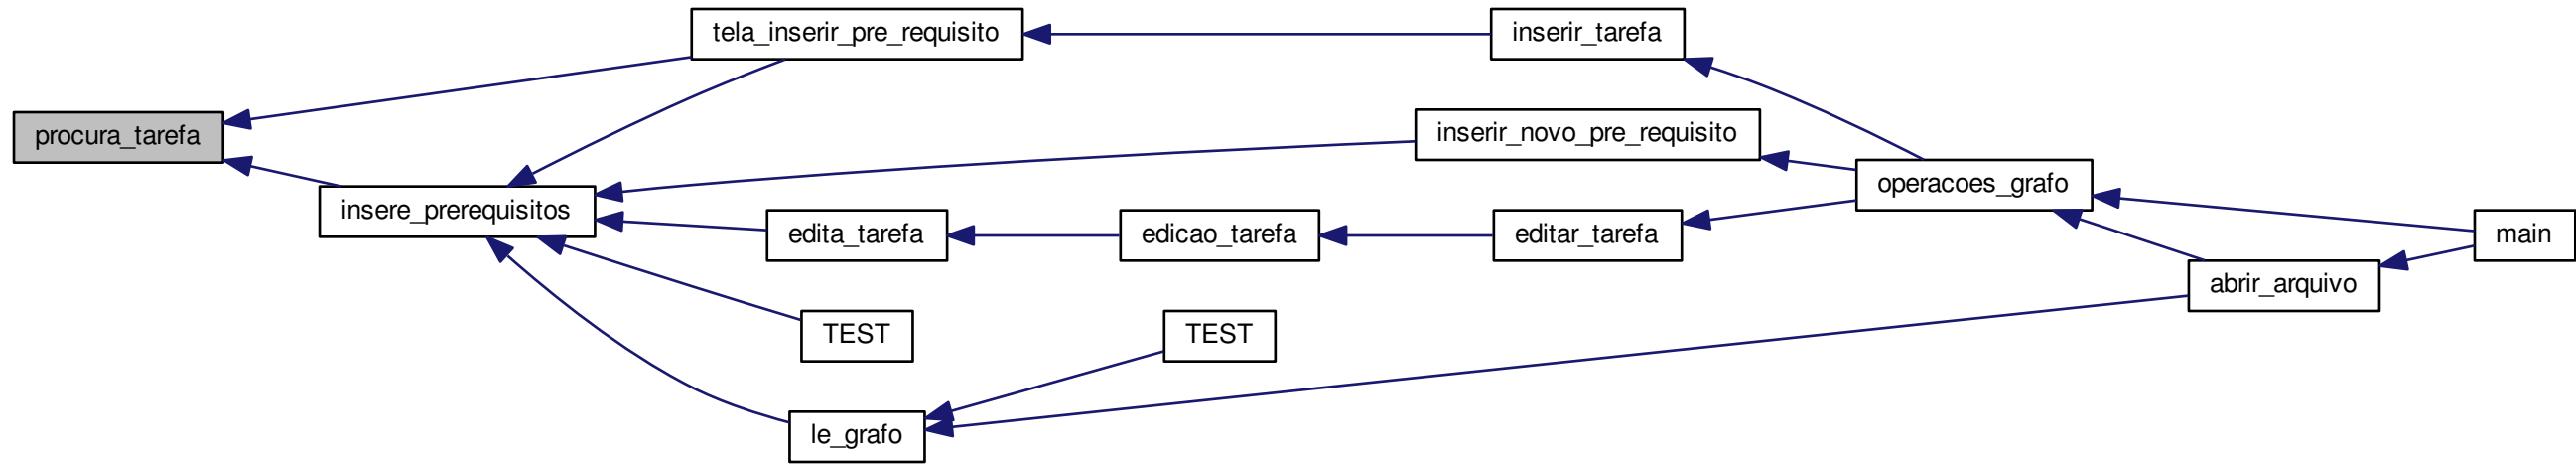 tela_inserir_pre_requisito
inserir_tarefa
procura_tarefa
inserir_novo_pre_requisito
operacoes_grafo
insere_prerequisitos
edita_tarefa
edicao_tarefa
editar_tarefa
main
abrir_arquivo
TEST
TEST
le_grafo